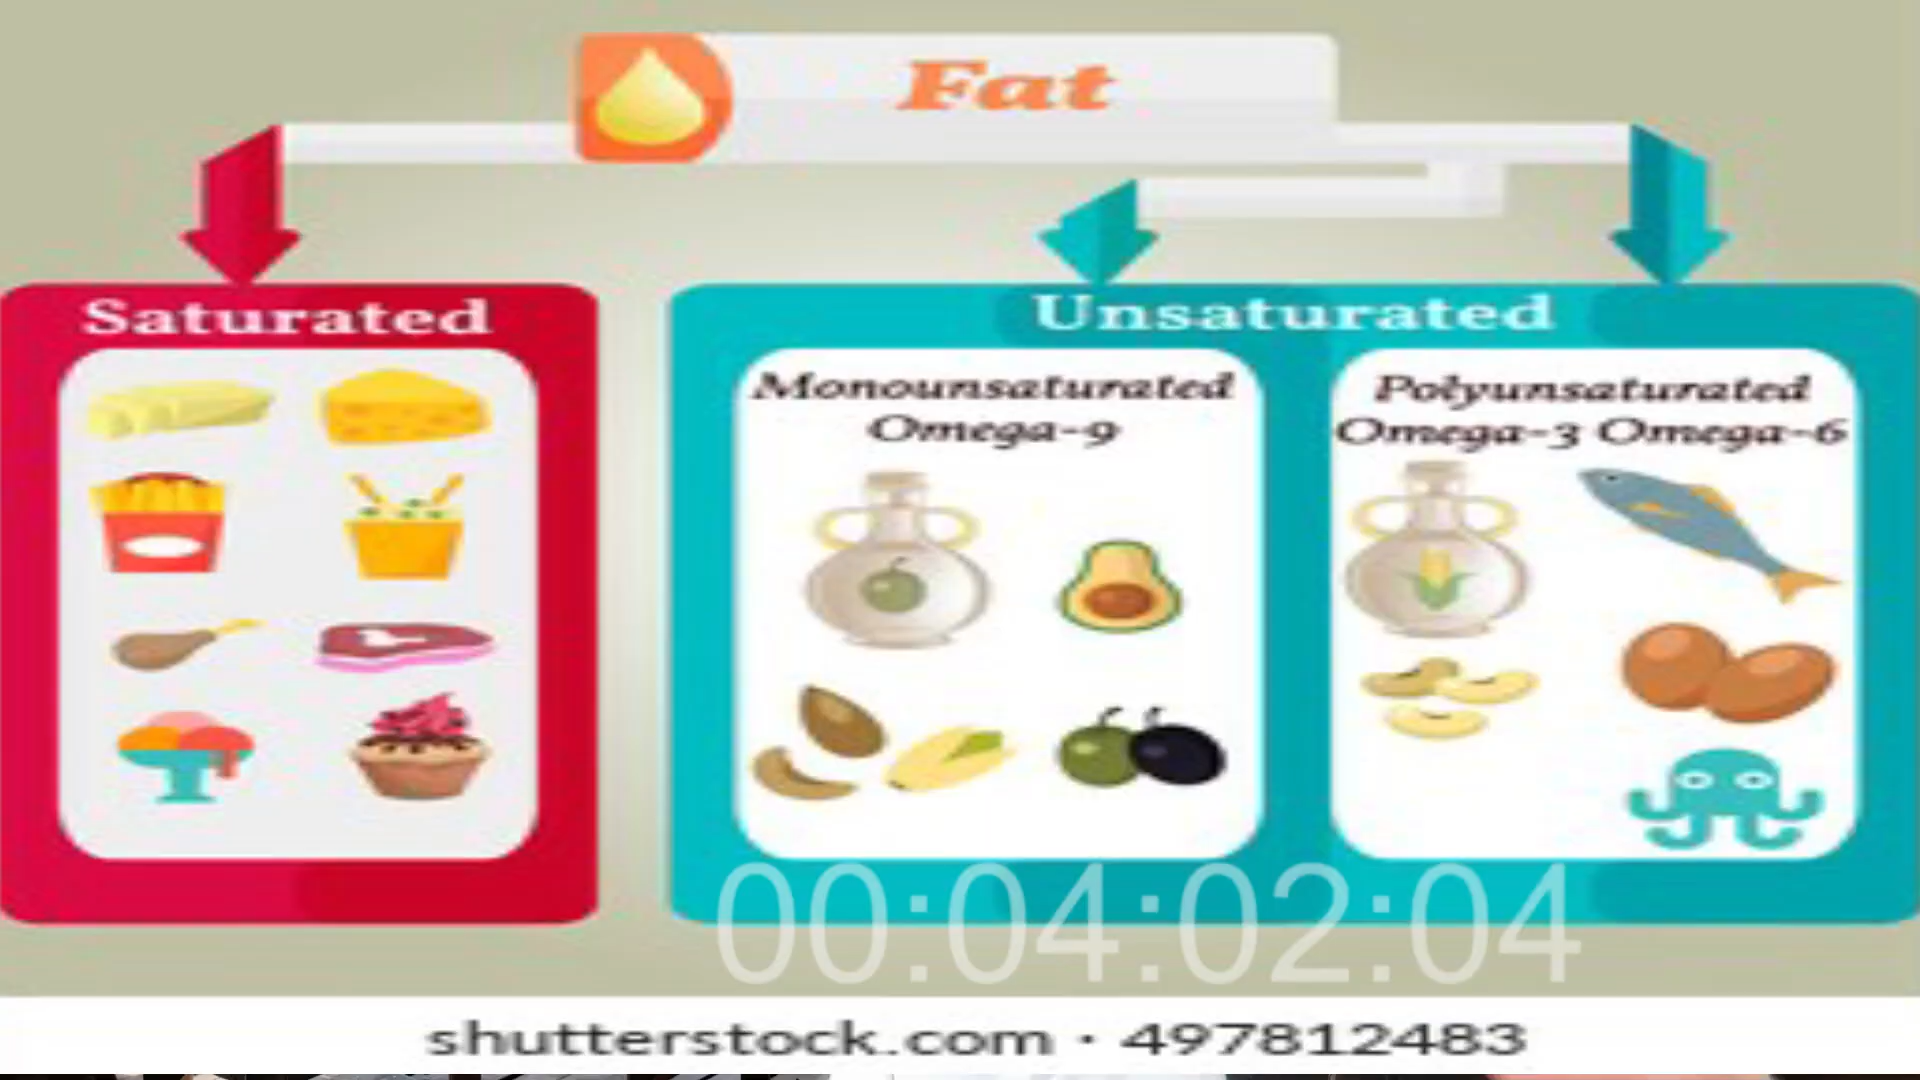 Fat
Saturated
Unsaturated
Monounsaturated
Omega-9
Polyunsaturated
Omega-3 Omega-6
00:04:02:04
shutterstock.com · 497812483